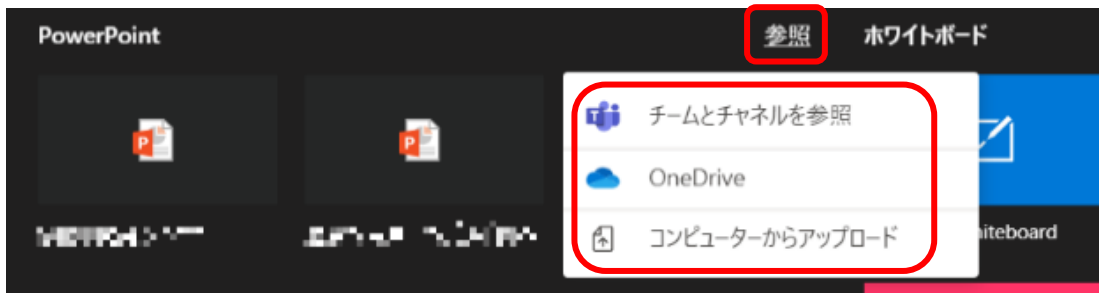 PowerPoint
参照
ホワイトボード
チームとチャネルを参照
OneDrive
コンピューターからアップロード
iteboard